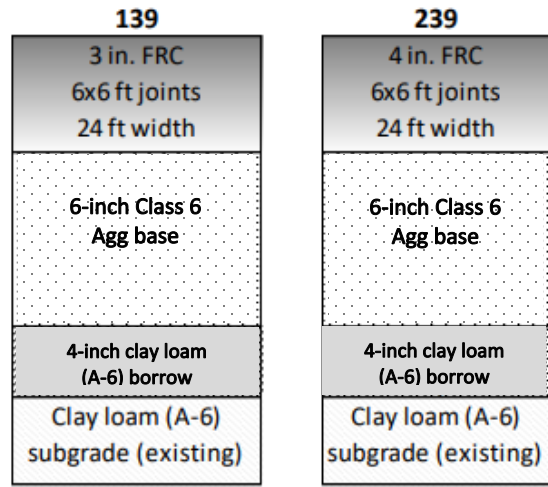 139
3 in. FRC
6x6 ft joints
24 ft width
6-inch Class 6
Agg base
4-inch clay loam
(A-6) borrow
Clay loam (A-6)
subgrade (existing)
239
4 in. FRC
6x6 ft joints
24 ft width
6-inch Class 6
Agg base
4-inch clay loam
(A-6) borrow
Clay loam (A-6)
subgrade (existing)